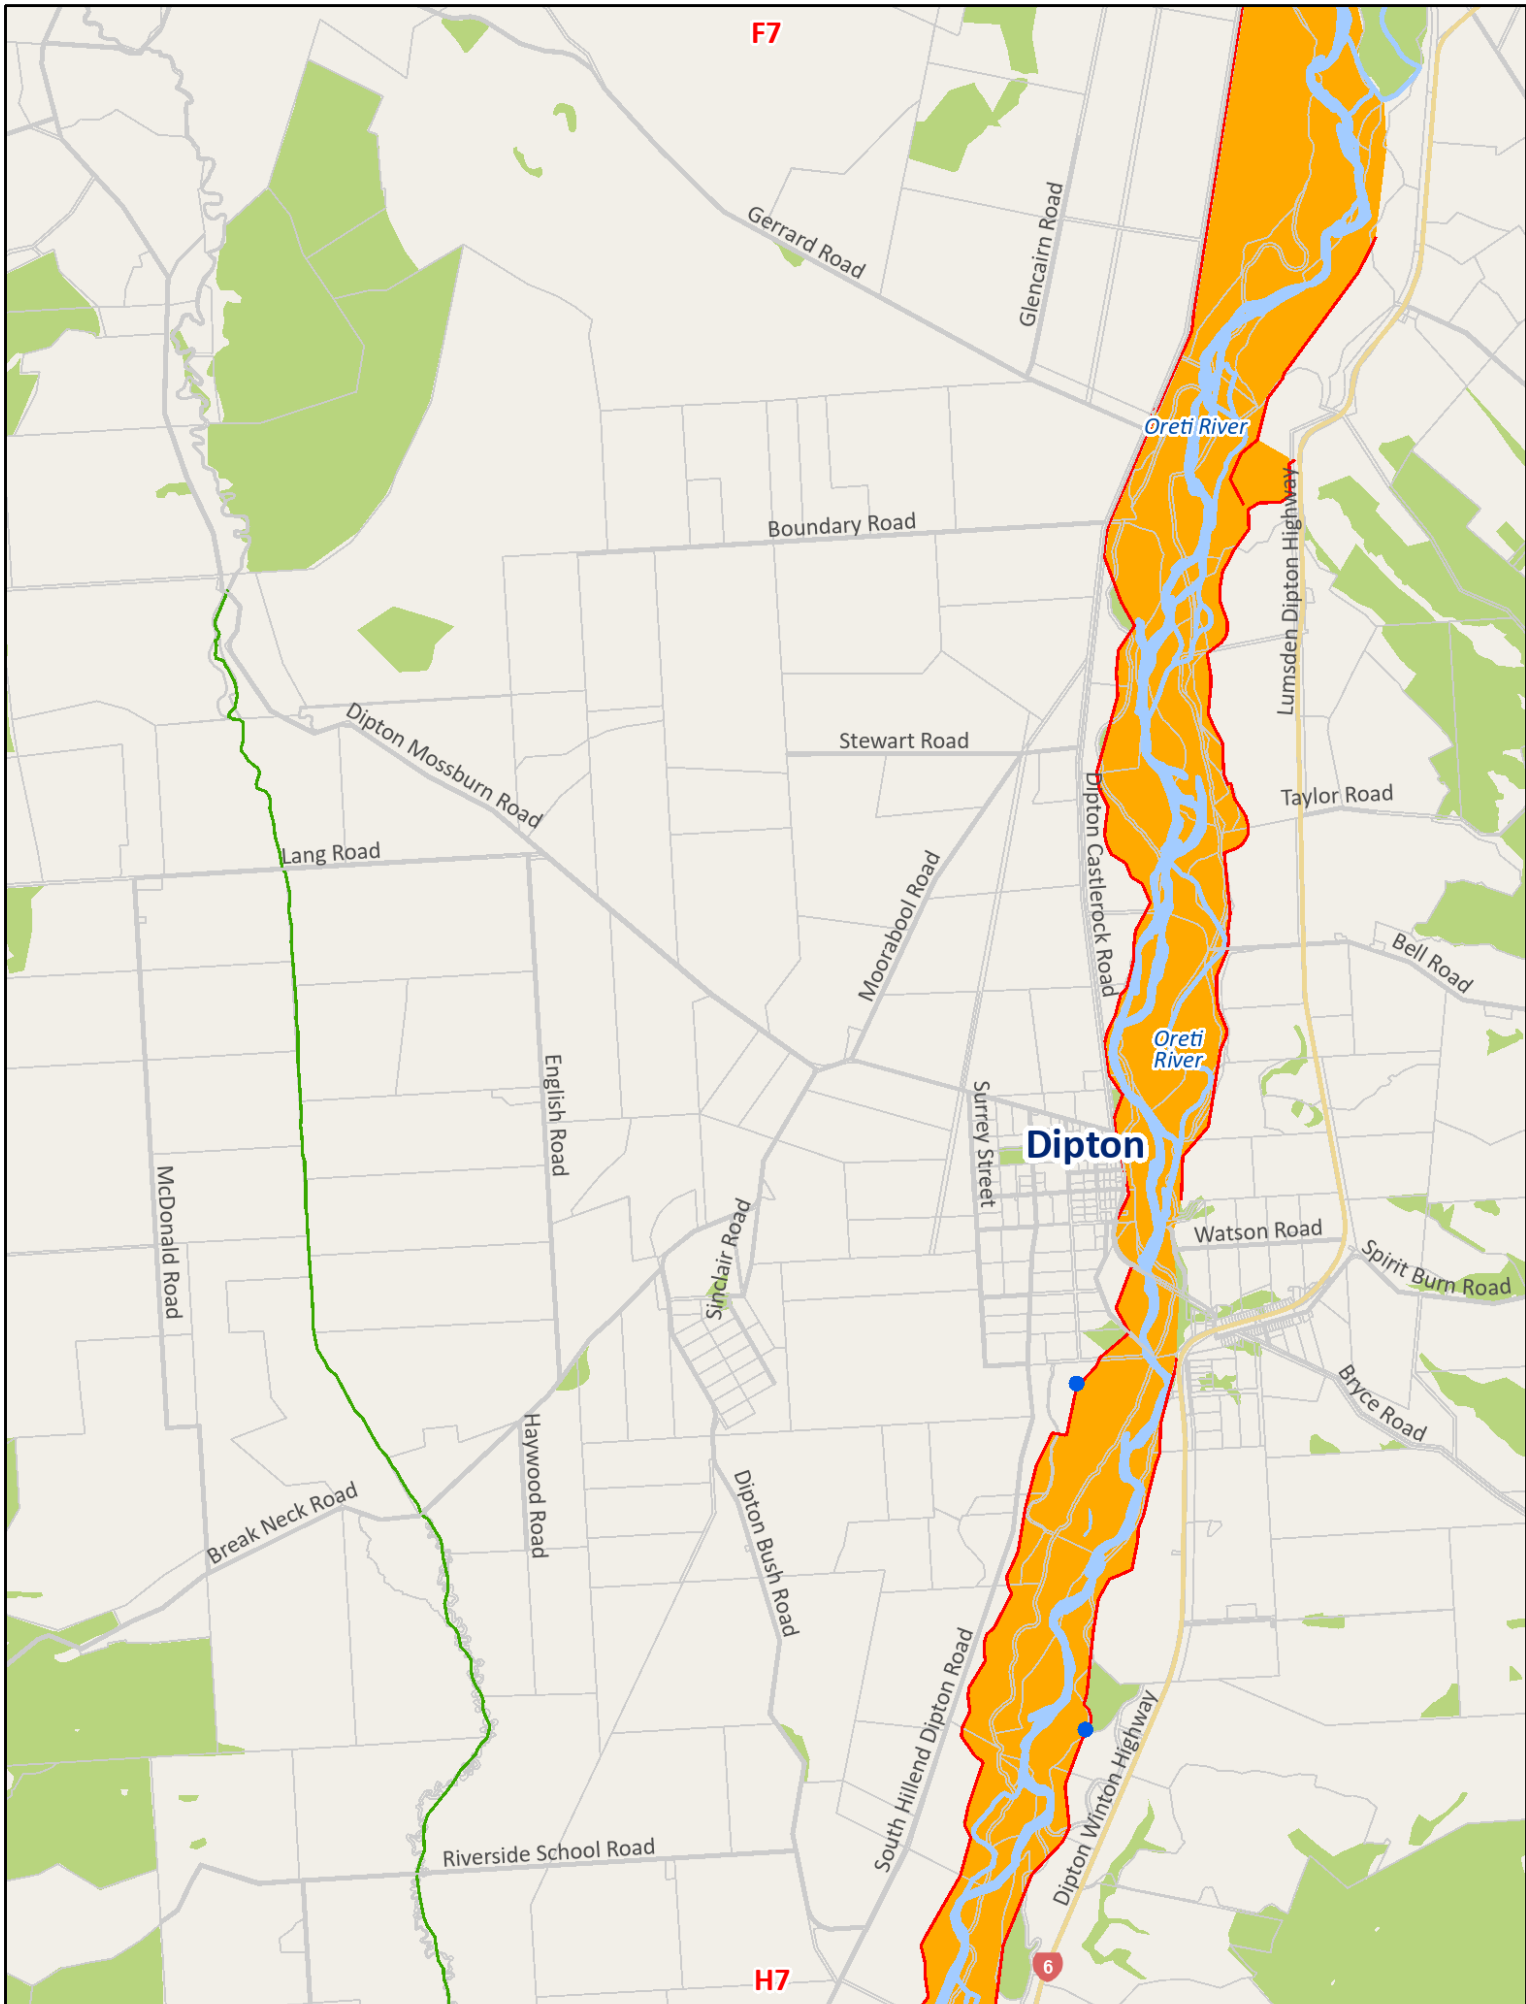 F7
Gerrard Road
Glencairn Road
Oreti River
Boundary Road
Lumsden Dipton Highway
Dipton Mossburn Road
Stewart Road
Taylor Road
Dipton Castlerock Road
Lang Road
Moorabool Road
Bell Road
Oreti
River
English Road
Surrey Street
Dipton
McDonald Road
Sinclair Road
Watson Road
Spirit Burn Road
Bryce Road
Haywood Road
Break Neck Road
Dipton Bush Road
South Hillend Dipton Road
Dipton Winton Highway
Riverside School Road
6
H7